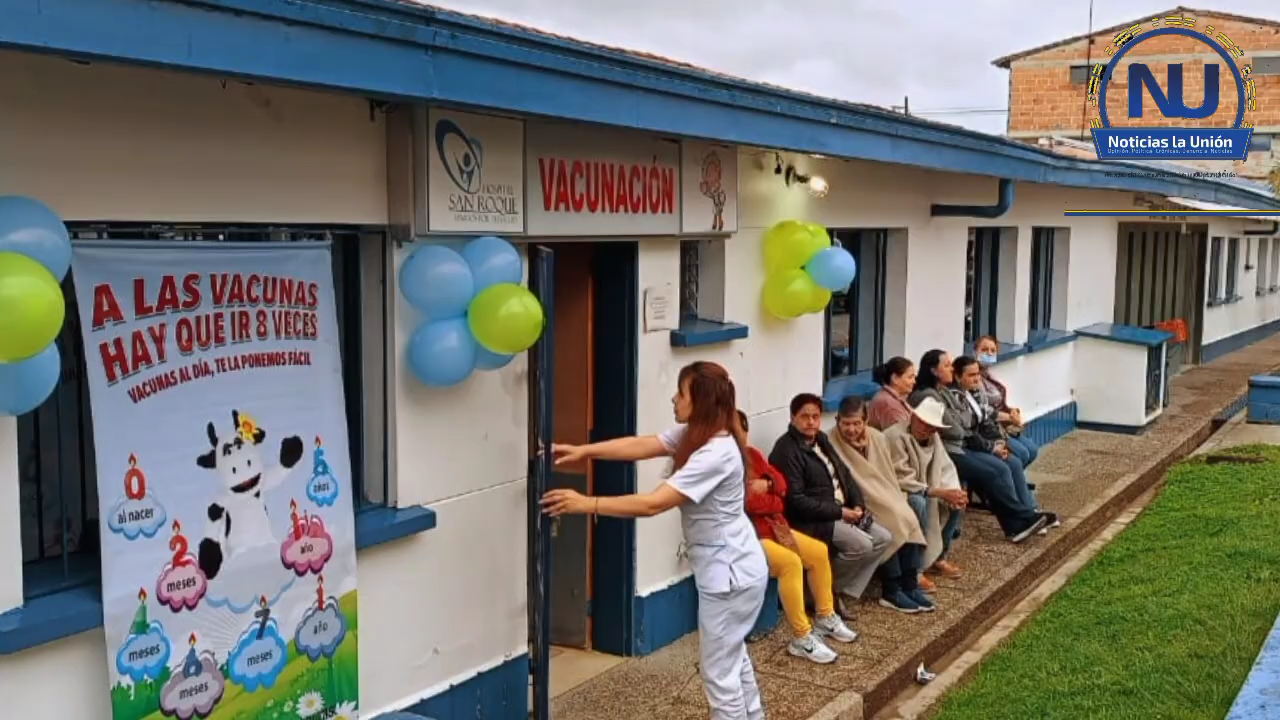 NU
Noticias la Unión
HOSPITAL
SAN ROQUE
VACUNACIÓN
A LAS VACUNAS
HAY QUE IR 8 VECES
VACUNAS AL DÍA, TE LA PONEMOS FÁCIL
0
al nacer
5
años
2
meses
1
año
4
meses
7
meses
1
año
6
meses